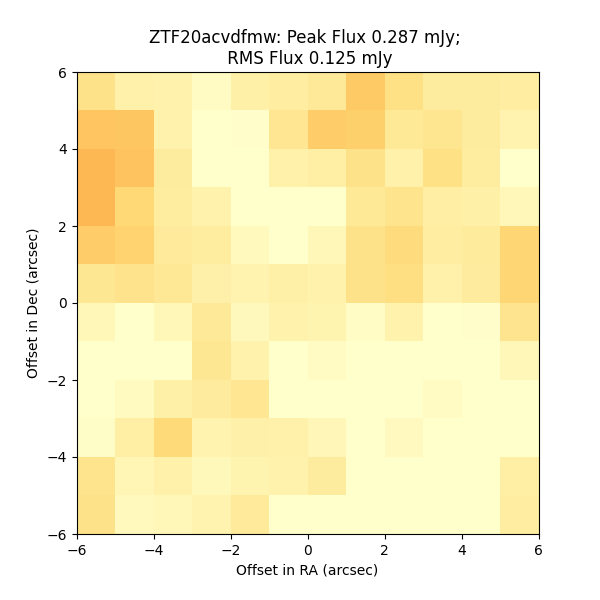 ZTF20acvdfmw: Peak Flux 0.287 mJy;
RMS Flux 0.125 mJy
6
4
2
0
−2
−4
−6
Offset in Dec (arcsec)
−6 −4 −2 0 2 4 6
Offset in RA (arcsec)